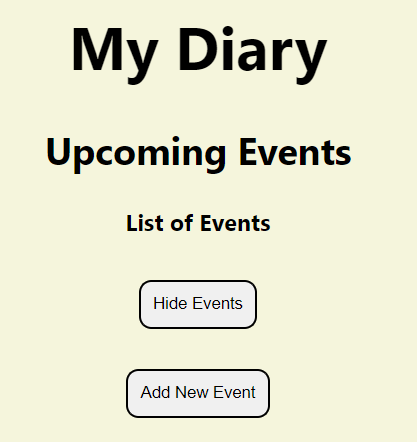 My Diary
Upcoming Events
List of Events
Hide Events
Add New Event